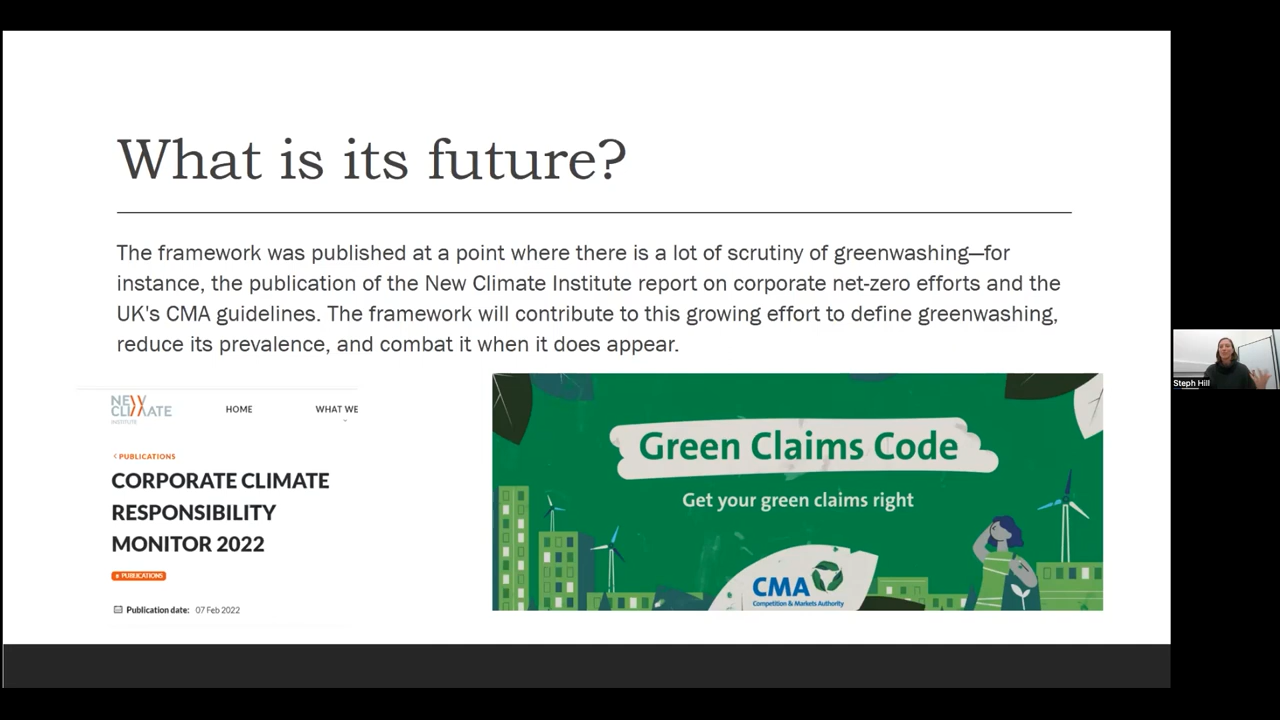 What is its future?
The framework was published at a point where there is a lot of scrutiny of greenwashing—for
instance, the publication of the New Climate Institute report on corporate net-zero efforts and the
UK's CMA guidelines. The framework will contribute to this growing effort to define greenwashing,
reduce its prevalence, and combat it when it does appear.
NEW
CLIMATE
INSTITUTE
HOME
WHAT WE
PUBLICATIONS
CORPORATE CLIMATE
RESPONSIBILITY
MONITOR 2022
# PUBLICATIONS
Publication date: 07 Feb 2022
Green Claims Code
Get your green claims right
CMA
Competition & Markets Authority
Steph Hill